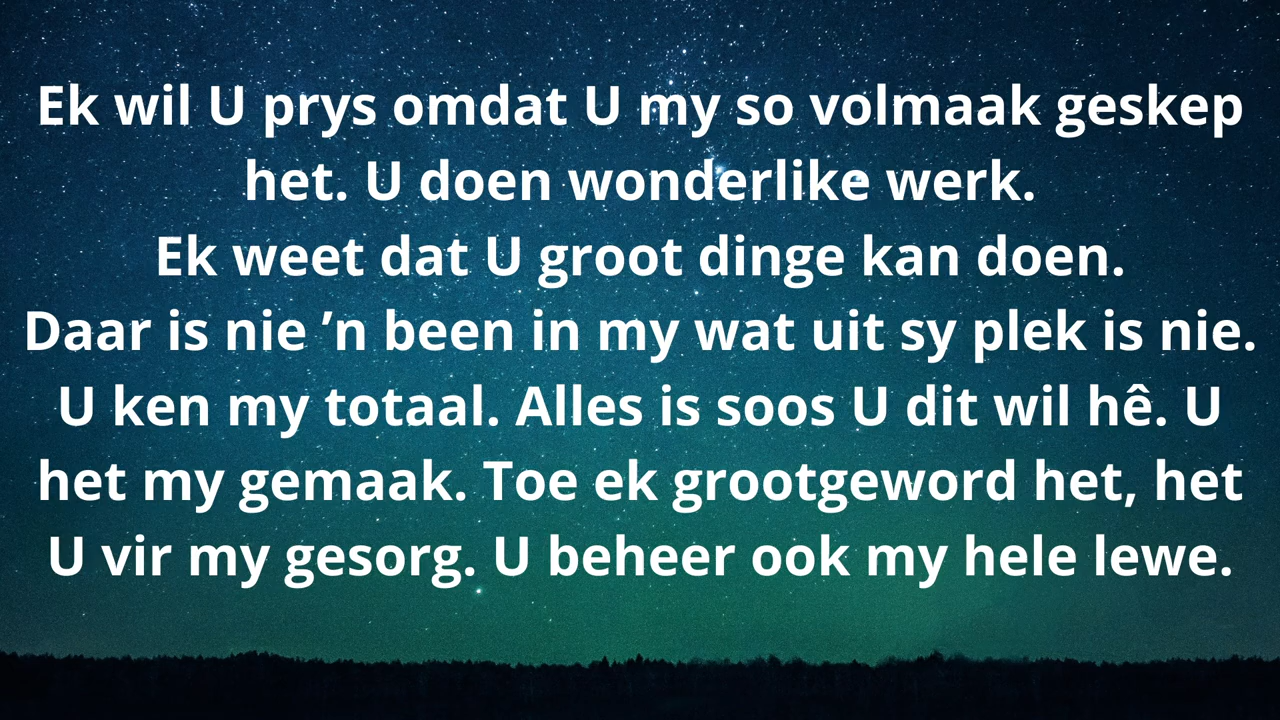 Ek wil U prys omdat U my so volmaak geskep
het. U doen wonderlike werk.
Ek weet dat U groot dinge kan doen.
Daar is nie ’n been in my wat uit sy plek is nie.
U ken my totaal. Alles is soos U dit wil hê. U
het my gemaak. Toe ek grootgeword het, het
U vir my gesorg. U beheer ook my hele lewe.